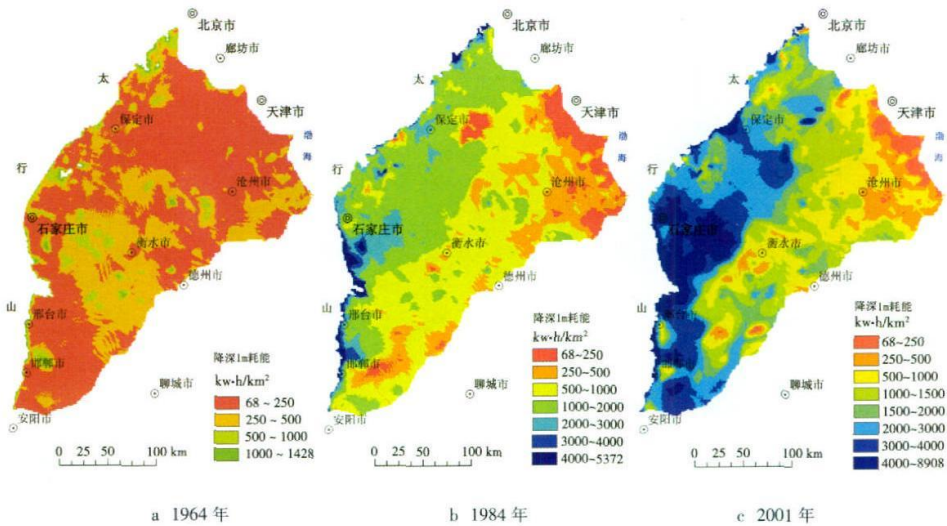 北京市
廊坊市
太
天津市
保定市
渤
海
行
沧州市
石家庄市
衡水市
德州市
山
邢台市
邯郸市
聊城市
安阳市
降深1m耗能
kw·h/km²
68~250
250~500
500~1000
1000~1428
0 25 50 100 km
a 1964 年
北京市
廊坊市
太
天津市
保定市
渤
海
行
沧州市
石家庄市
衡水市
德州市
山
邢台市
邯郸市
聊城市
安阳市
降深1m耗能
kw·h/km²
68~250
250~500
500~1000
1000~2000
2000~3000
3000~4000
4000~5372
0 25 50 100 km
b 1984 年
北京市
廊坊市
太
天津市
保定市
渤
海
行
沧州市
石家庄市
衡水市
德州市
山
邢台市
邯郸市
聊城市
安阳市
降深1m耗能
kw·h/km²
68~250
250~500
500~1000
1000~1500
1500~2000
2000~3000
3000~4000
4000~8908
0 25 50 100 km
c 2001 年